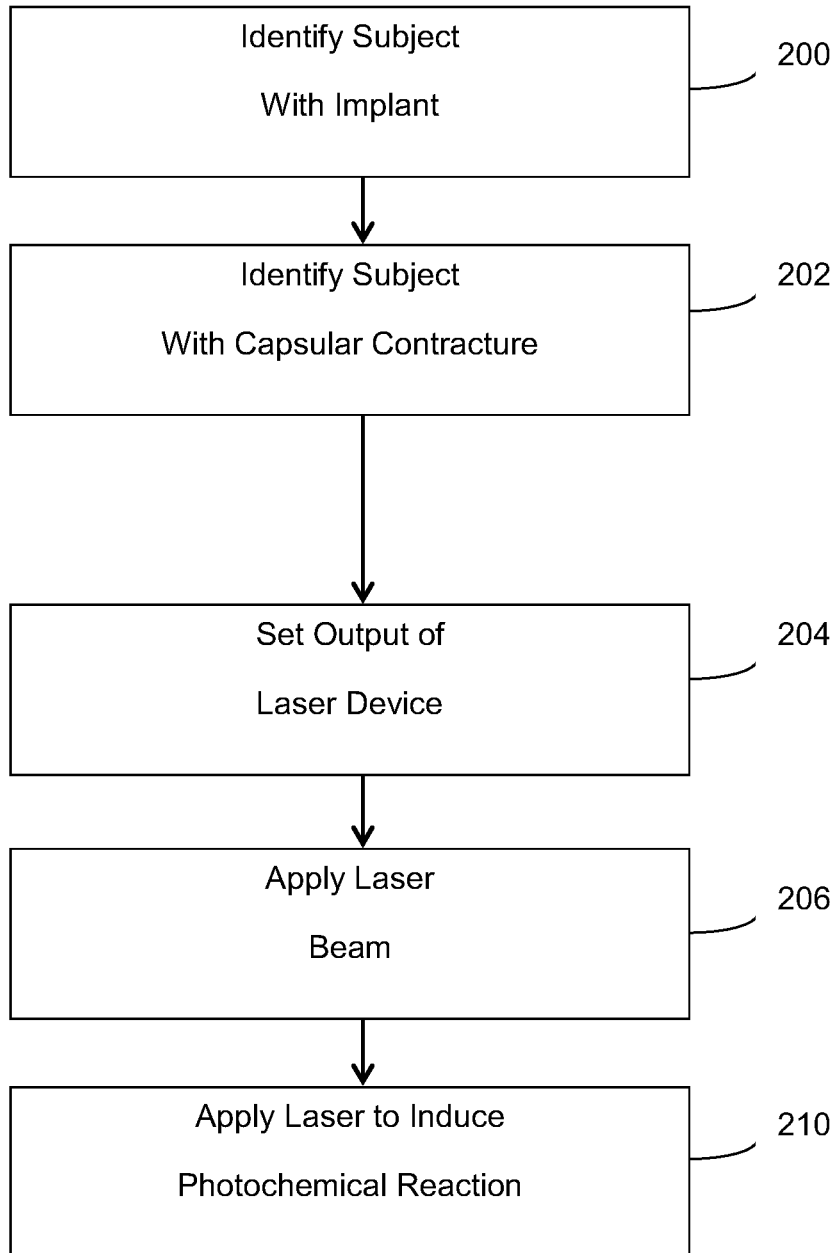 Identify Subject
With Implant
200
Identify Subject
With Capsular Contracture
202
Set Output of
Laser Device
204
Apply Laser
Beam
206
Apply Laser to Induce
Photochemical Reaction
210